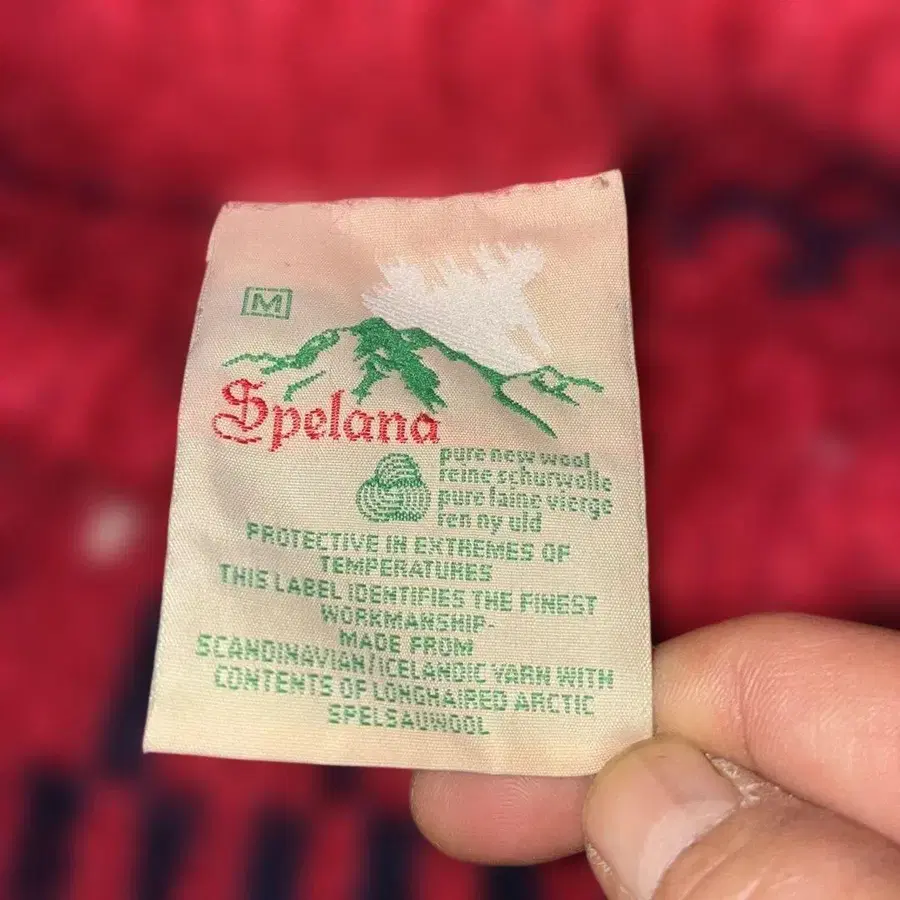 M
Spelana
pure new wool
reine schurwolle
pure laine vierge
ren ny uld
PROTECTIVE IN EXTREMES OF
TEMPERATURES
THIS LABEL IDENTIFIES THE FINEST
WORKMANSHIP-
MADE FROM
SCANDINAVIAN/ICELANDIC YARN WITH
CONTENTS OF LONGHAIRED ARCTIC
SPELSAUWOOL